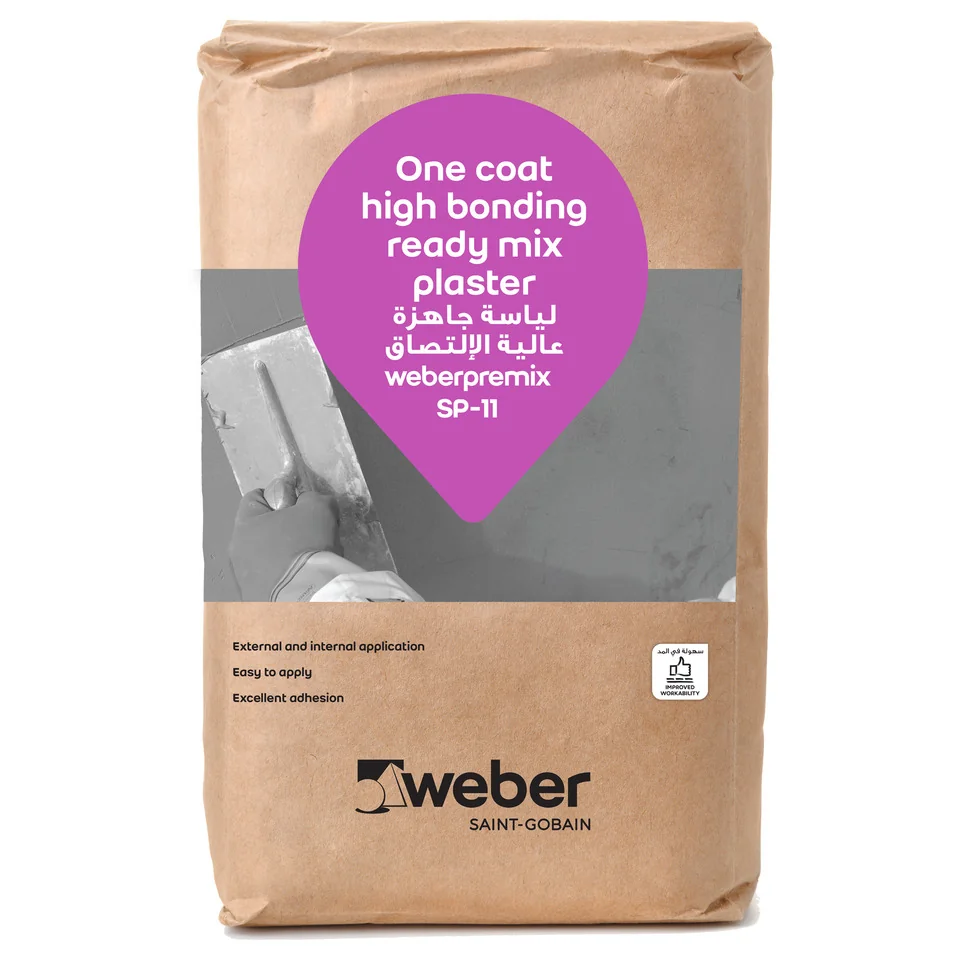 One coat
high bonding
ready mix
plaster
لياسة جاهزة
عالية الإلتصاق
weberpremix
SP-11
External and internal application
Easy to apply
Excellent adhesion
سهولة في المد
IMPROVED
WORKABILITY
weber
SAINT-GOBAIN
weber